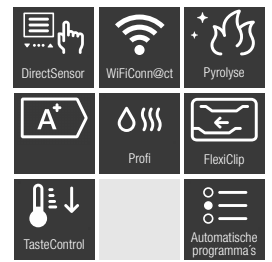 DirectSensor
WiFiConn@ct
Pyrolyse
A+
Profi
FlexiClip
TasteControl
Automatische
programma´s